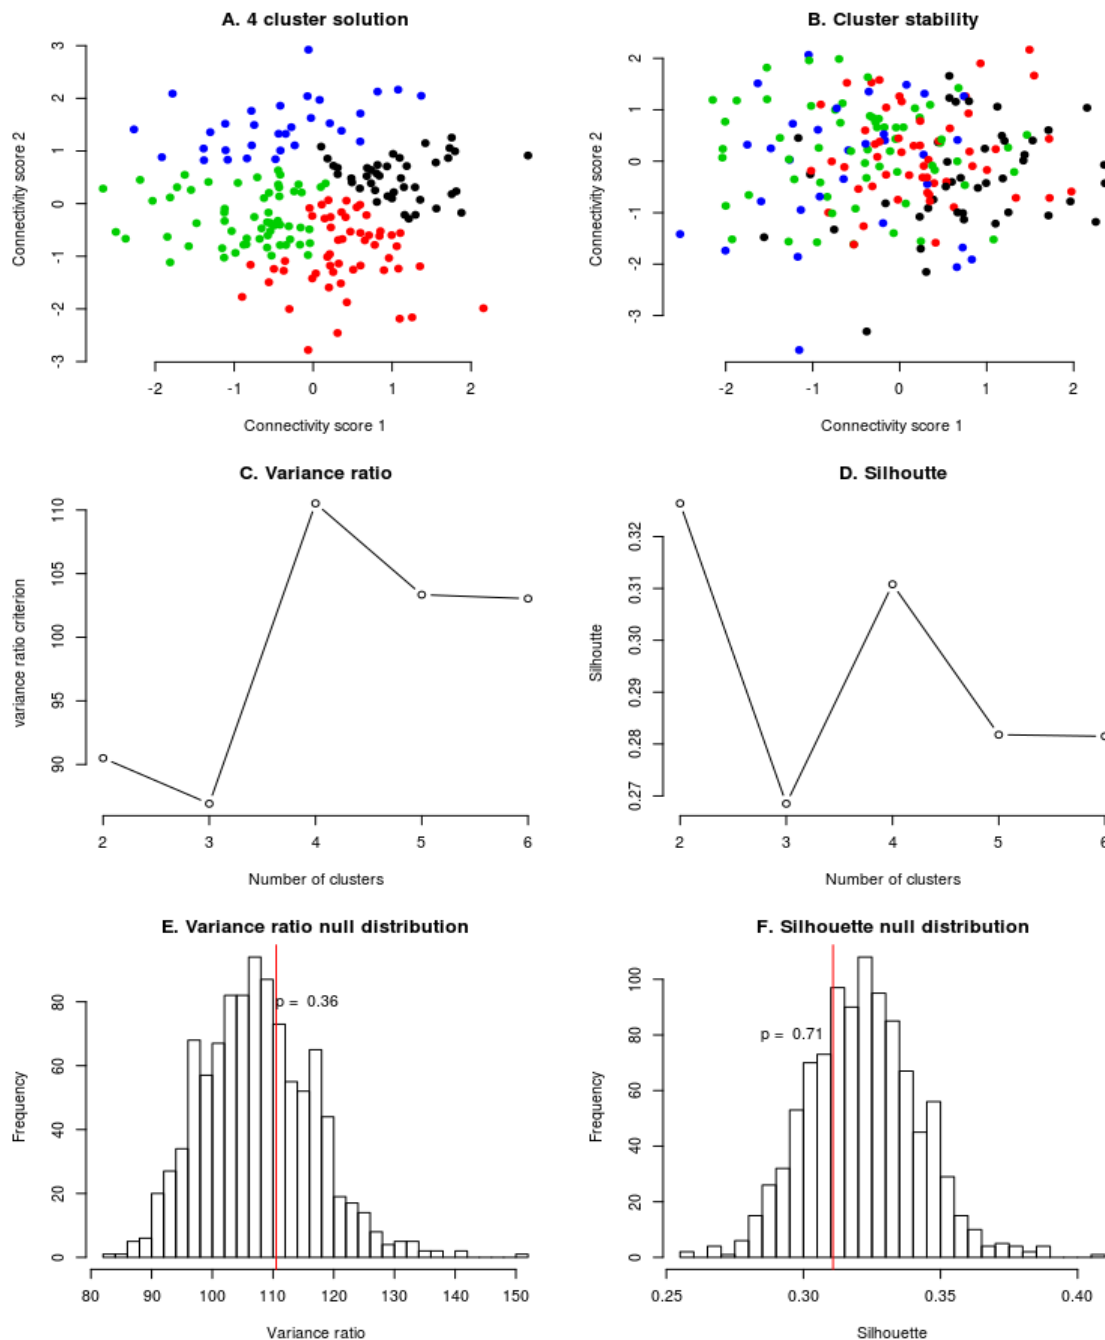 A. 4 cluster solution
Connectivity score 2
3
2
1
0
-1
-2
-3
-2 -1 0 1 2
Connectivity score 1
B. Cluster stability
Connectivity score 2
2
1
0
-1
-3
-2 -1 0 1 2
Connectivity score 1
C. Variance ratio
variance ratio criterion
110
105
100
95
90
2 3 4 5 6
Number of clusters
D. Silhoutte
Silhoutte
0.32
0.31
0.30
0.29
0.28
0.27
2 3 4 5 6
Number of clusters
E. Variance ratio null distribution
Frequency
80
60
40
20
0
p = 0.36
80 90 100 110 120 130 140 150
Variance ratio
F. Silhouette null distribution
Frequency
100
80
60
40
20
0
p = 0.71
0.25 0.30 0.35 0.40
Silhouette